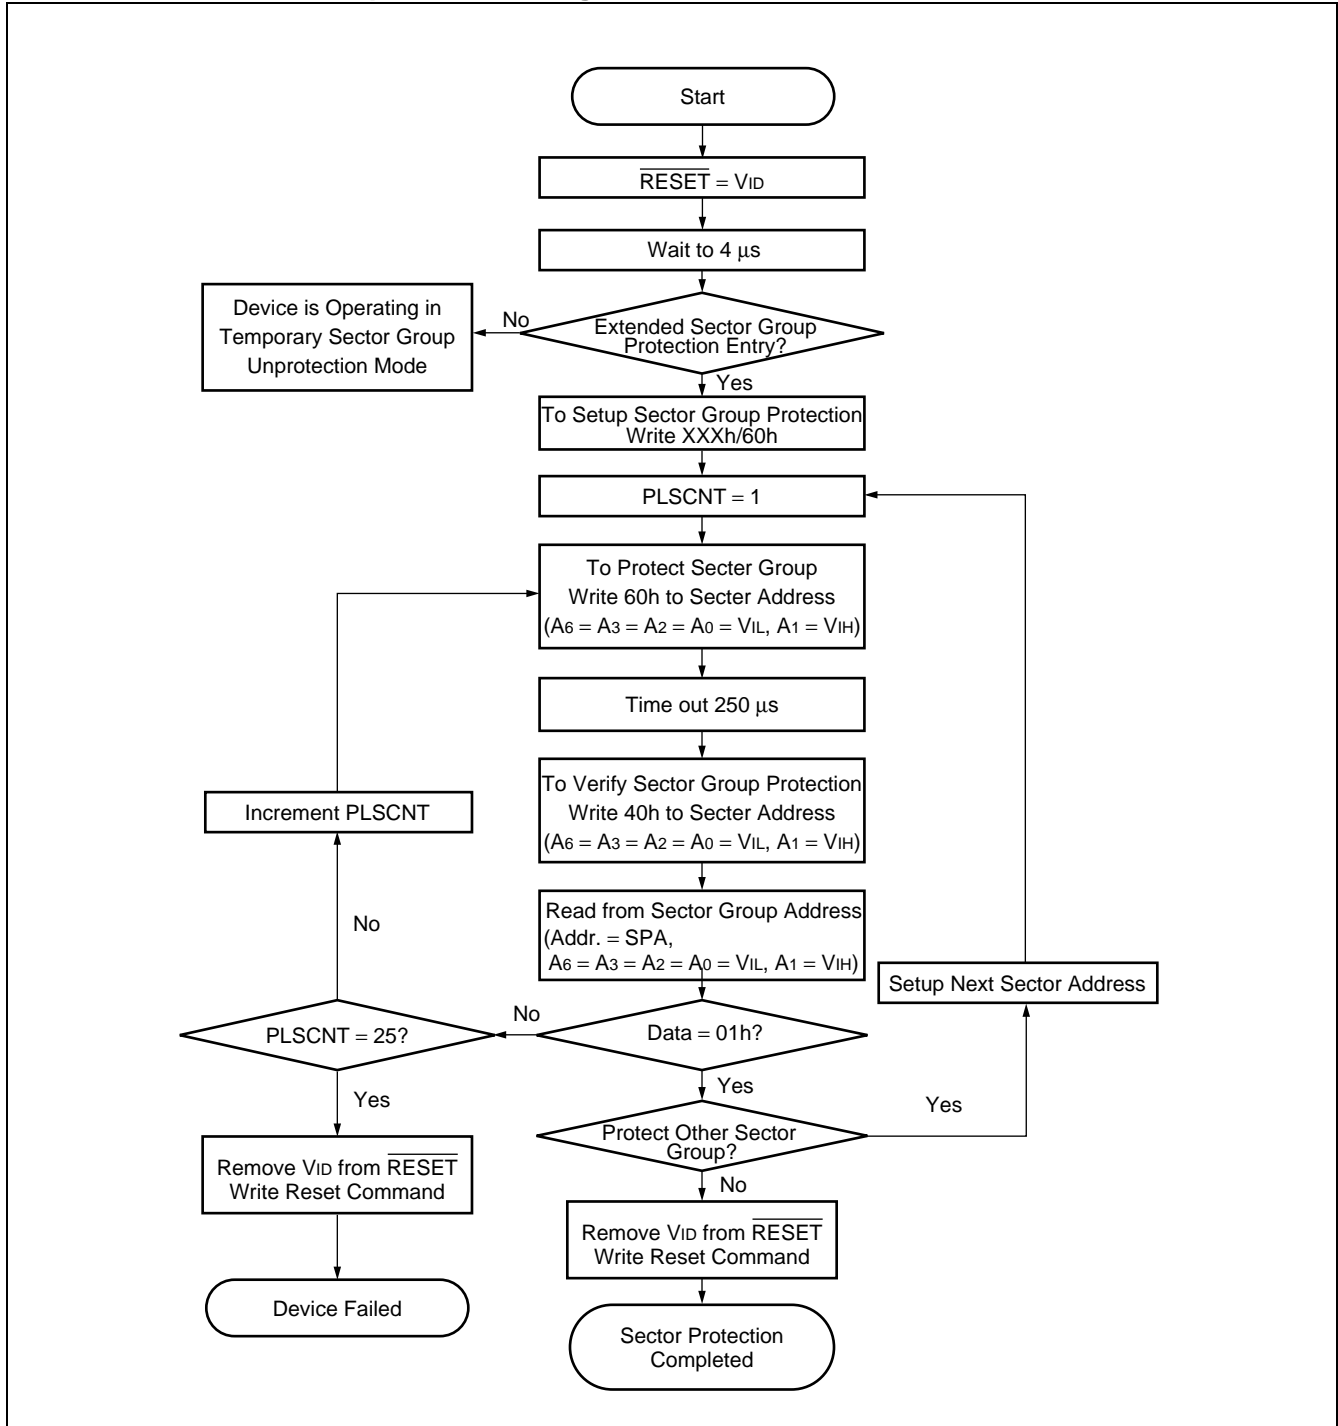 Start
RESET = VID
Wait to 4 μs
Device is Operating in
Temporary Sector Group
Unprotection Mode
No
Extended Sector Group
Protection Entry?
Yes
To Setup Sector Group Protection
Write XXXh/60h
PLSCNT = 1
To Protect Secter Group
Write 60h to Secter Address
(A6 = A3 = A2 = A0 = VIL, A1 = VIH)
Time out 250 μs
To Verify Sector Group Protection
Write 40h to Secter Address
(A6 = A3 = A2 = A0 = VIL, A1 = VIH)
Increment PLSCNT
Read from Sector Group Address
(Addr. = SPA,
A6 = A3 = A2 = A0 = VIL, A1 = VIH)
No
Setup Next Sector Address
PLSCNT = 25?
No
Data = 01h?
Yes
Yes
Yes
Protect Other Sector
Group?
No
Remove VID from RESET
Write Reset Command
Remove VID from RESET
Write Reset Command
Device Failed
Sector Protection
Completed